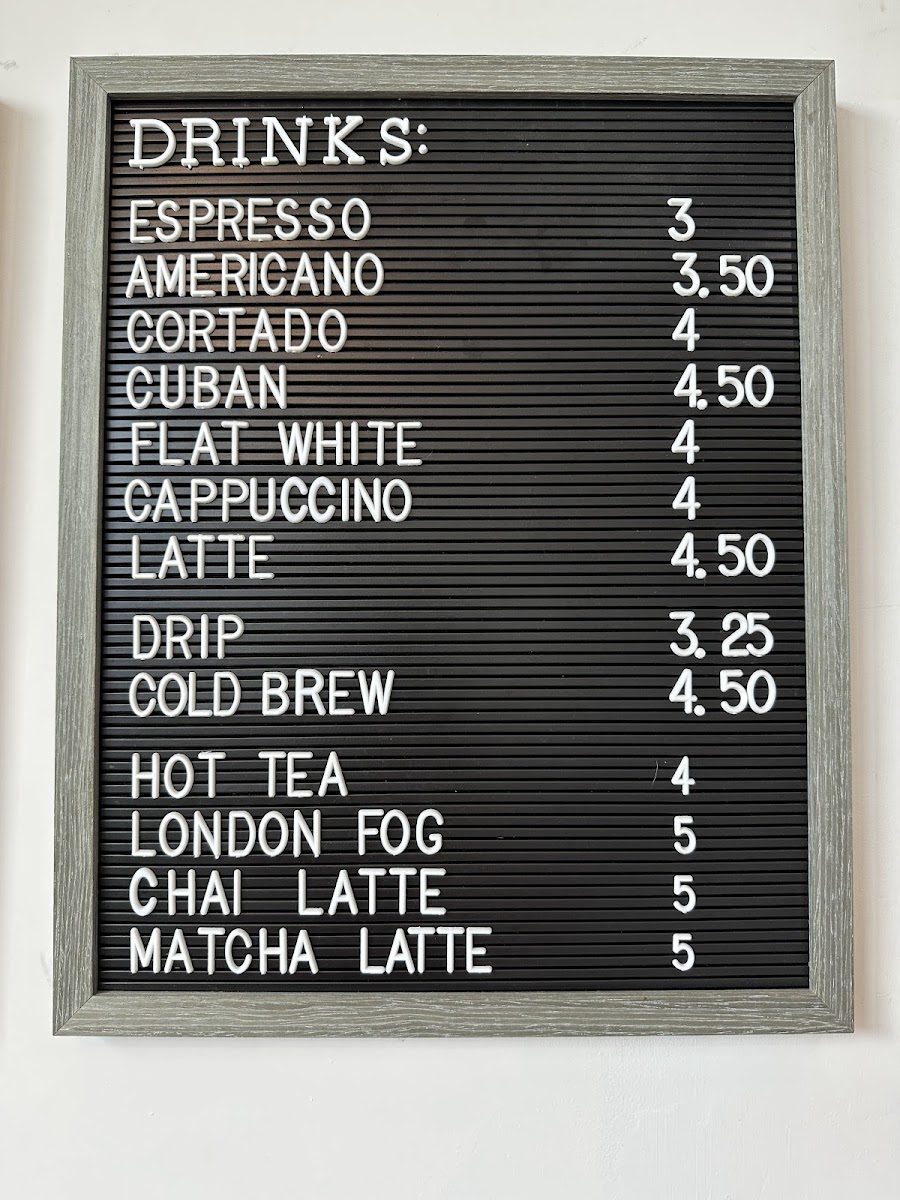 DRINKS:
ESPRESSO 3
AMERICANO 3.50
CORTADO 4
CUBAN 4.50
FLAT WHITE 4
CAPPUCCINO 4
LATTE 4.50
DRIP 3.25
COLD BREW 4.50
HOT TEA 4
LONDON FOG 5
CHAI LATTE 5
MATCHA LATTE 5